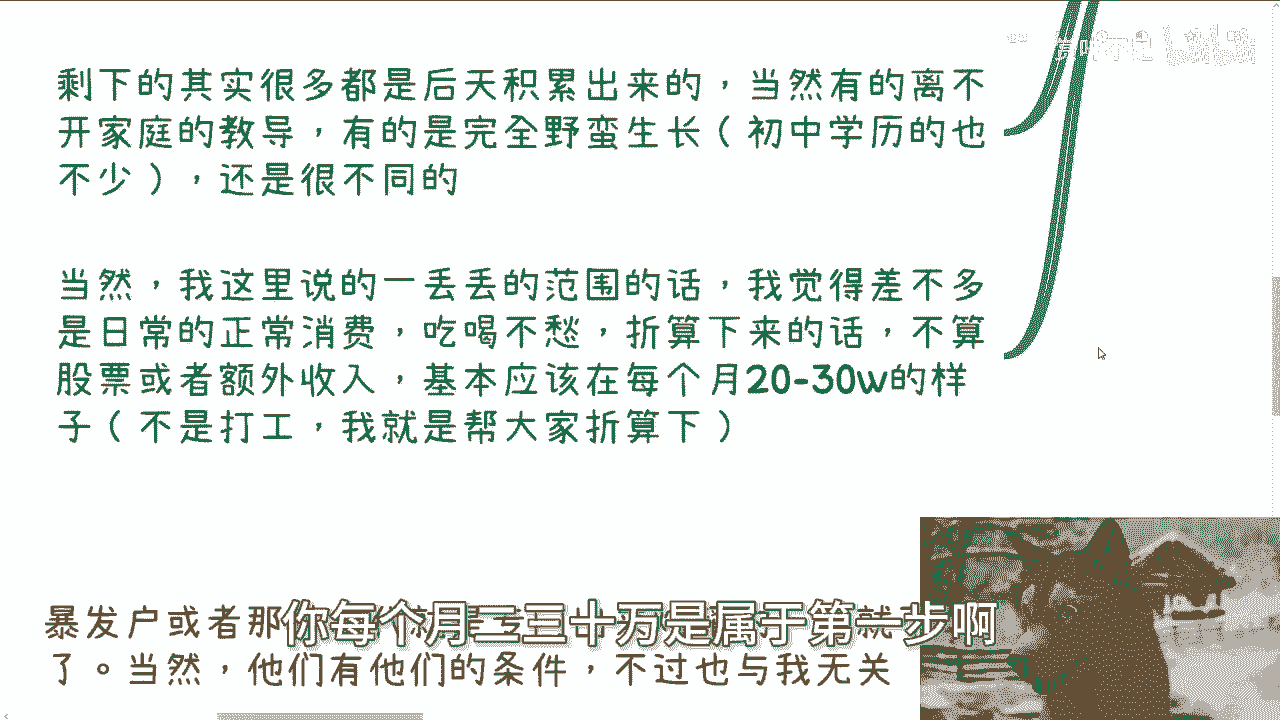 剩下的其实很多都是后天积累出来的，当然有的离不
开家庭的教导，有的是完全野蛮生长（初中学历的也
不少），还是很不同的
当然，我这里说的一丢丢的范围的话，我觉得差不多
是日常的正常消费，吃喝不愁，折算下来的话，不算
股票或者额外收入，基本应该在每个月20-30w的样
子（不是打工，我就是帮大家折算下）
暴发户或者那
就
你每个月二三十万是属于第一步啊
了。当然，他们有他们的条件，不过也与我无关